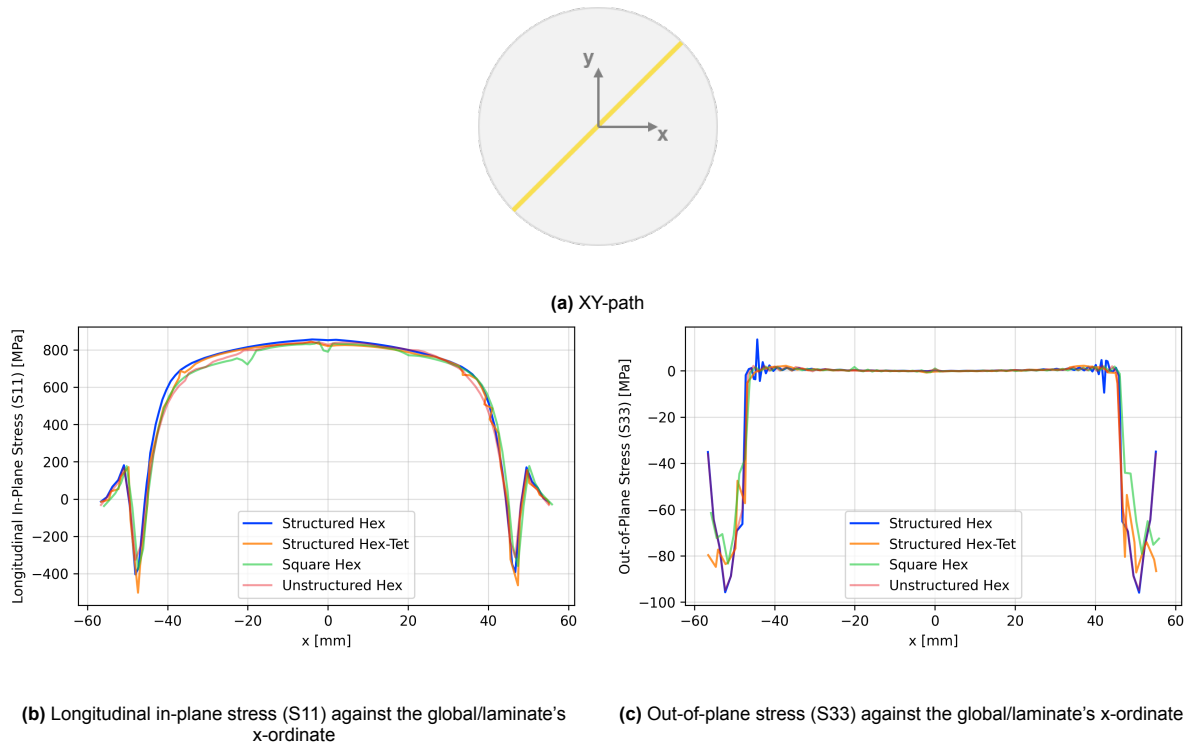 y
x
(a) XY-path
Longitudinal In-Plane Stress (S11) [MPa]
800
600
400
200
0
−200
−400
−60
−40
−20
0
20
40
60
x [mm]
Structured Hex
Structured Hex-Tet
Square Hex
Unstructured Hex
Out-of-Plane Stress (S33) [MPa]
0
−20
−40
−60
−80
−100
−60
−40
−20
0
20
40
60
x [mm]
Structured Hex
Structured Hex-Tet
Square Hex
Unstructured Hex
(b) Longitudinal in-plane stress (S11) against the global/laminate's
x-ordinate
(c) Out-of-plane stress (S33) against the global/laminate's x-ordinate